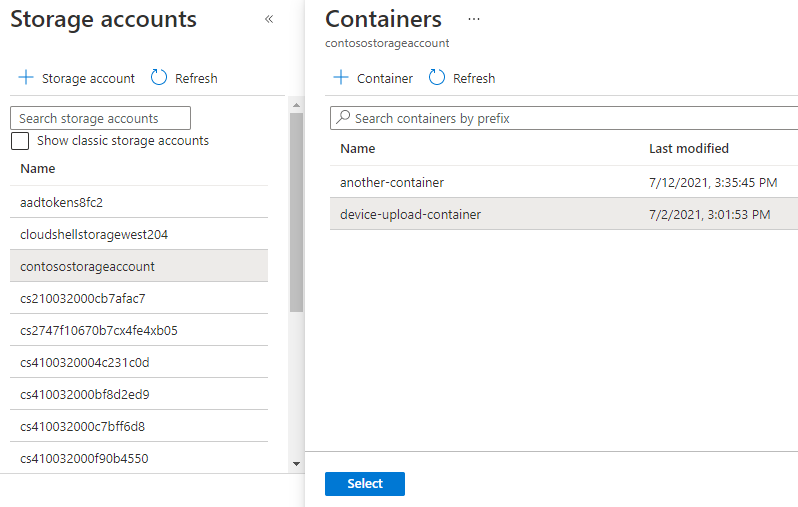 Storage accounts
«
Storage account
Refresh
Search storage accounts
Show classic storage accounts
Name
aadtokens8fc2
cloudshellstoragewest204
contosostorageaccount
cs210032000cb7afac7
cs2747f10670b7cx4fe4xb05
cs4100320004c231c0d
cs410032000bf8d2ed9
cs410032000c7bff6d8
cs410032000f90b4550
Containers ...
contosostorageaccount
Container
Refresh
Search containers by prefix
Name Last modified
another-container 7/12/2021, 3:35:45 PM
device-upload-container 7/2/2021, 3:01:53 PM
Select